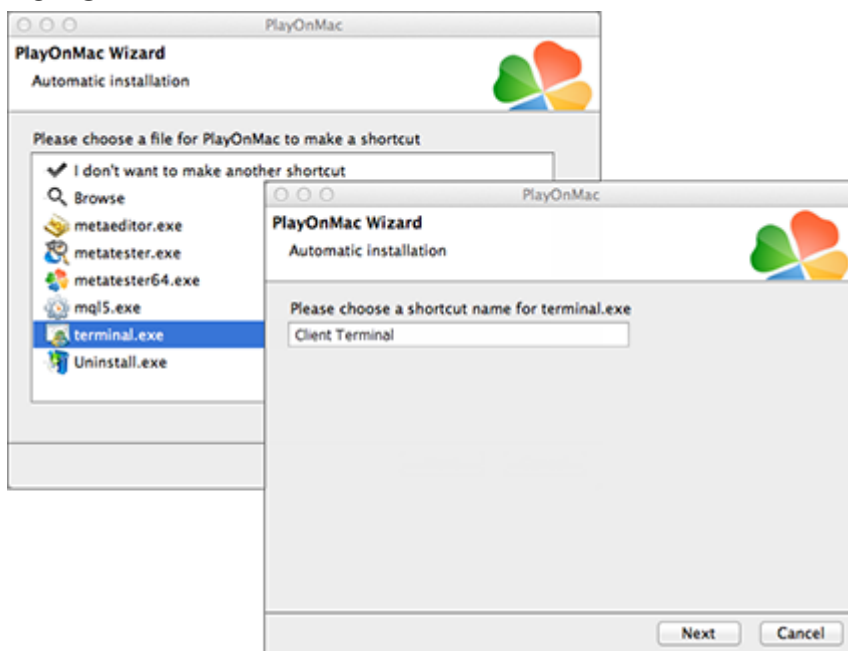 PlayOnMac
PlayOnMac Wizard
Automatic installation
Please choose a file for PlayOnMac to make a shortcut
I don't want to make another shortcut
Browse
metaeditor.exe
metatester.exe
metatester64.exe
mql5.exe
terminal.exe
Uninstall.exe
PlayOnMac
PlayOnMac Wizard
Automatic installation
Please choose a shortcut name for terminal.exe
Client Terminal
Next Cancel